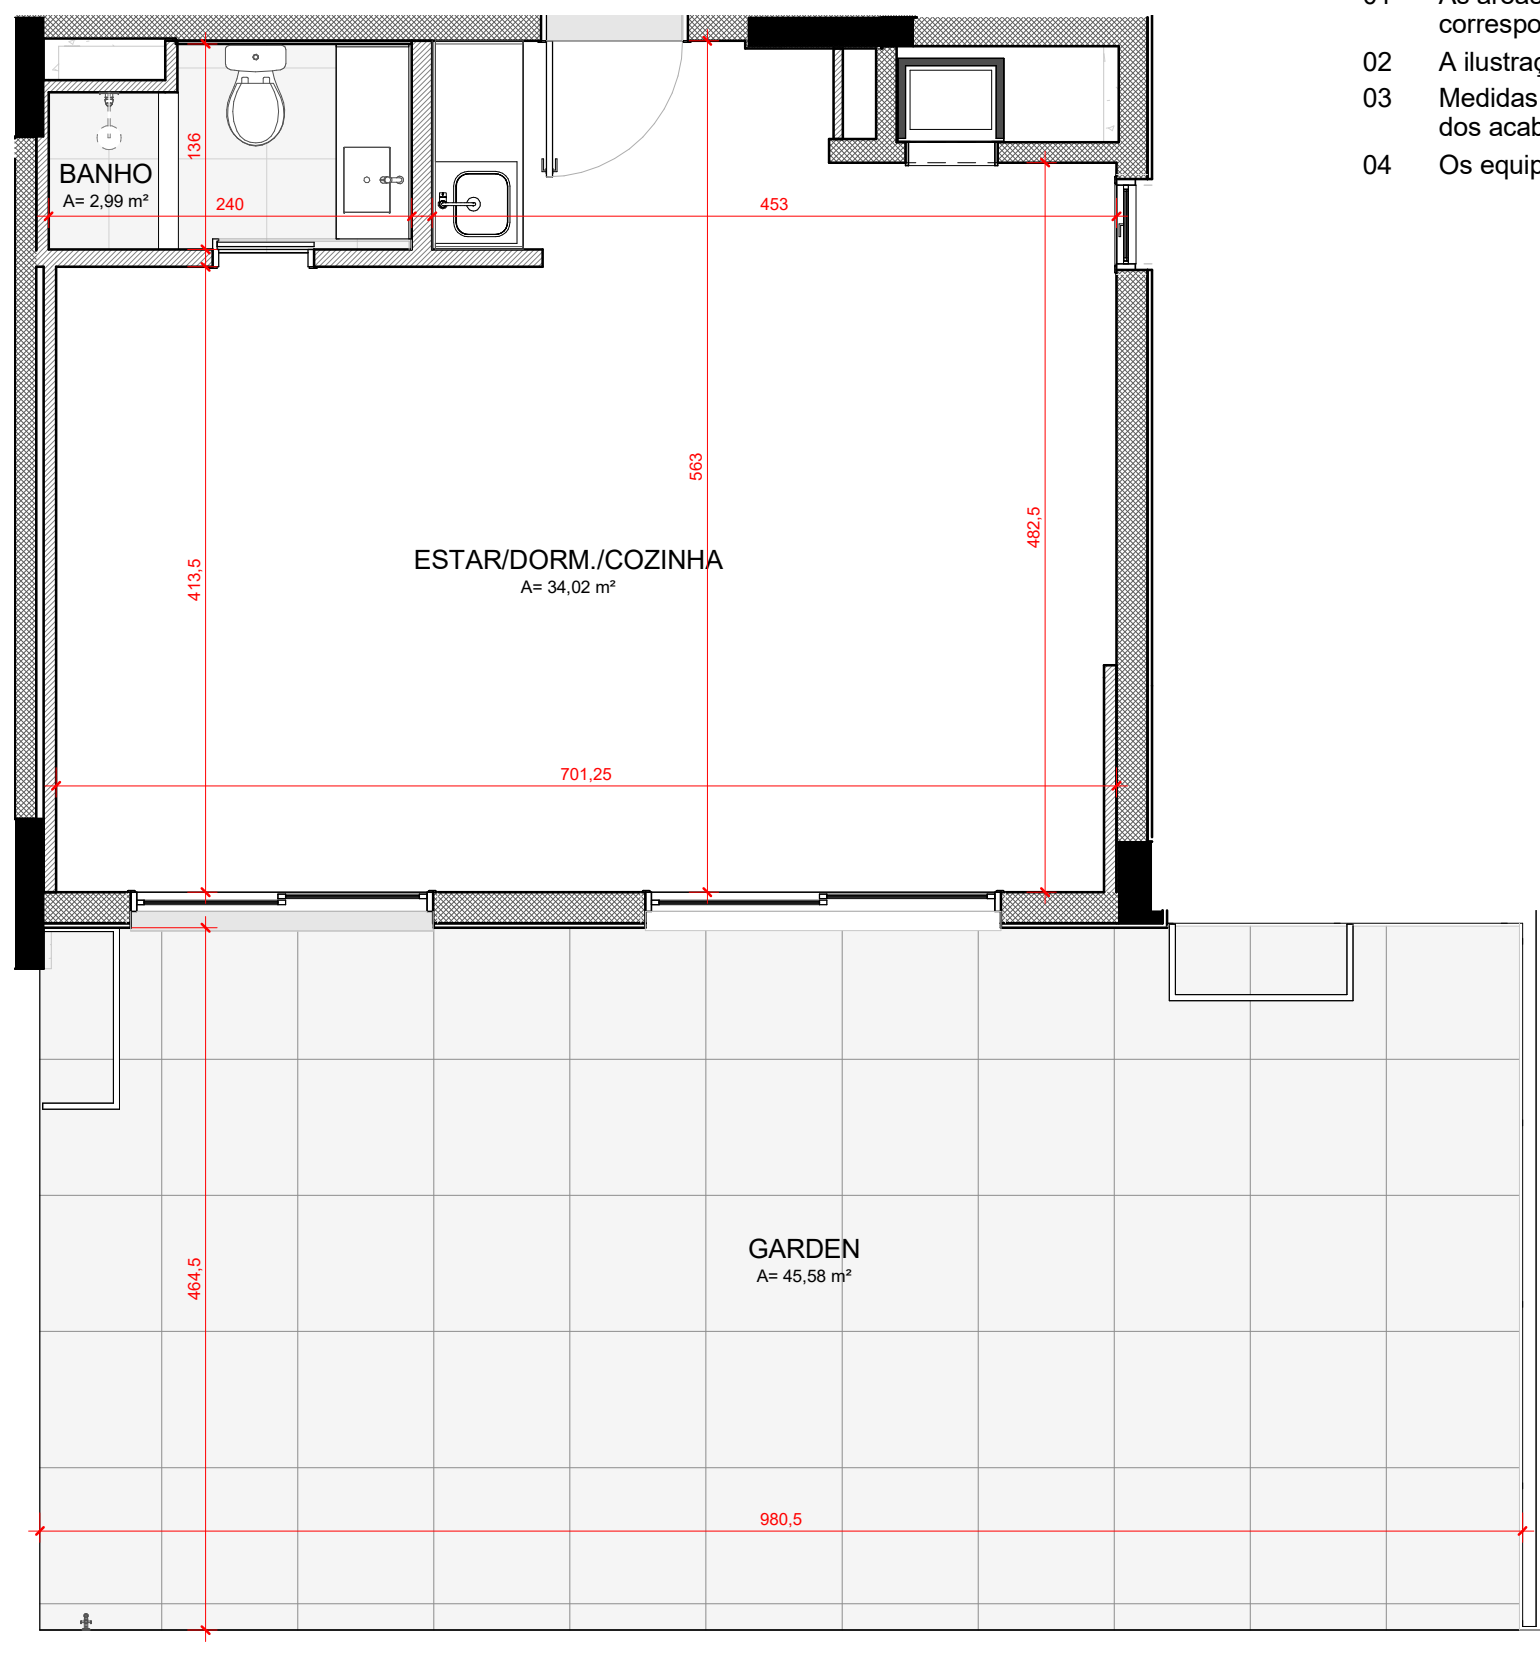 correspo
02 A ilustraç
03 Medidas
dos acab
04 Os equip
136
BANHO
A= 2,99 m²
240
453
563
482,5
ESTAR/DORM./COZINHA
A= 34,02 m²
413,5
701,25
GARDEN
A= 45,58 m²
464,5
980,5